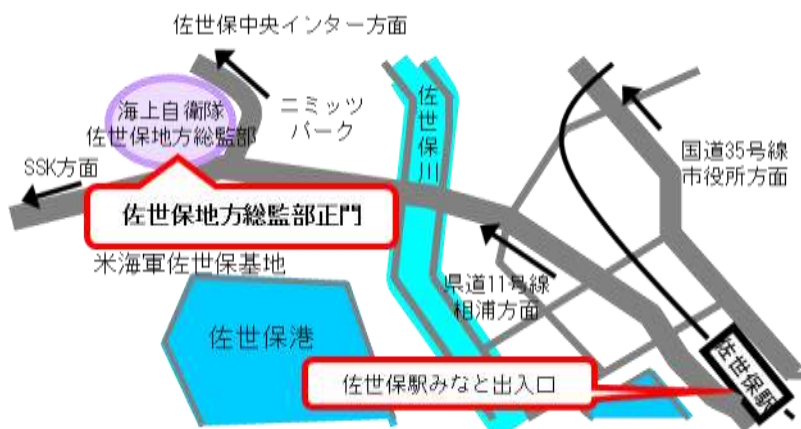 佐世保中央インター方面
海上自衛隊
佐世保地方総監部
ニミッツ
パーク
佐世保川
国道35号線
市役所方面
SSK方面
佐世保地方総監部正門
米海軍佐世保基地
県道11号線
相浦方面
佐世保港
佐世保駅みなと出入口
佐世保駅